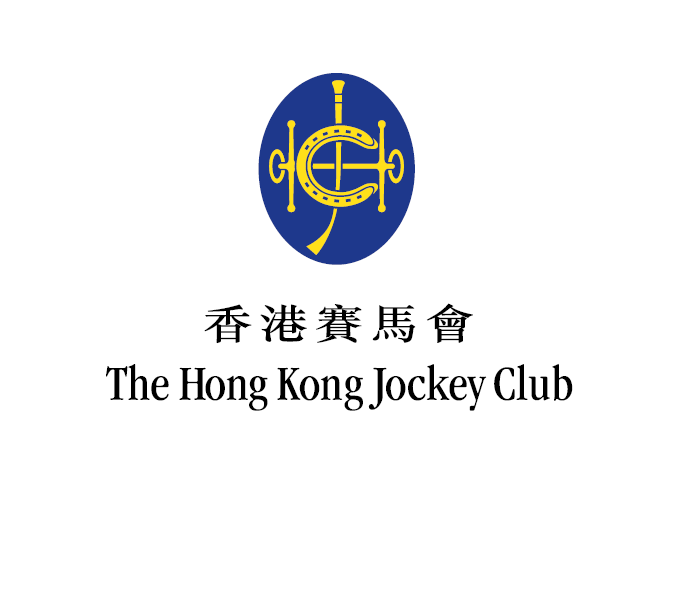 香港賽馬會
The Hong Kong Jockey Club